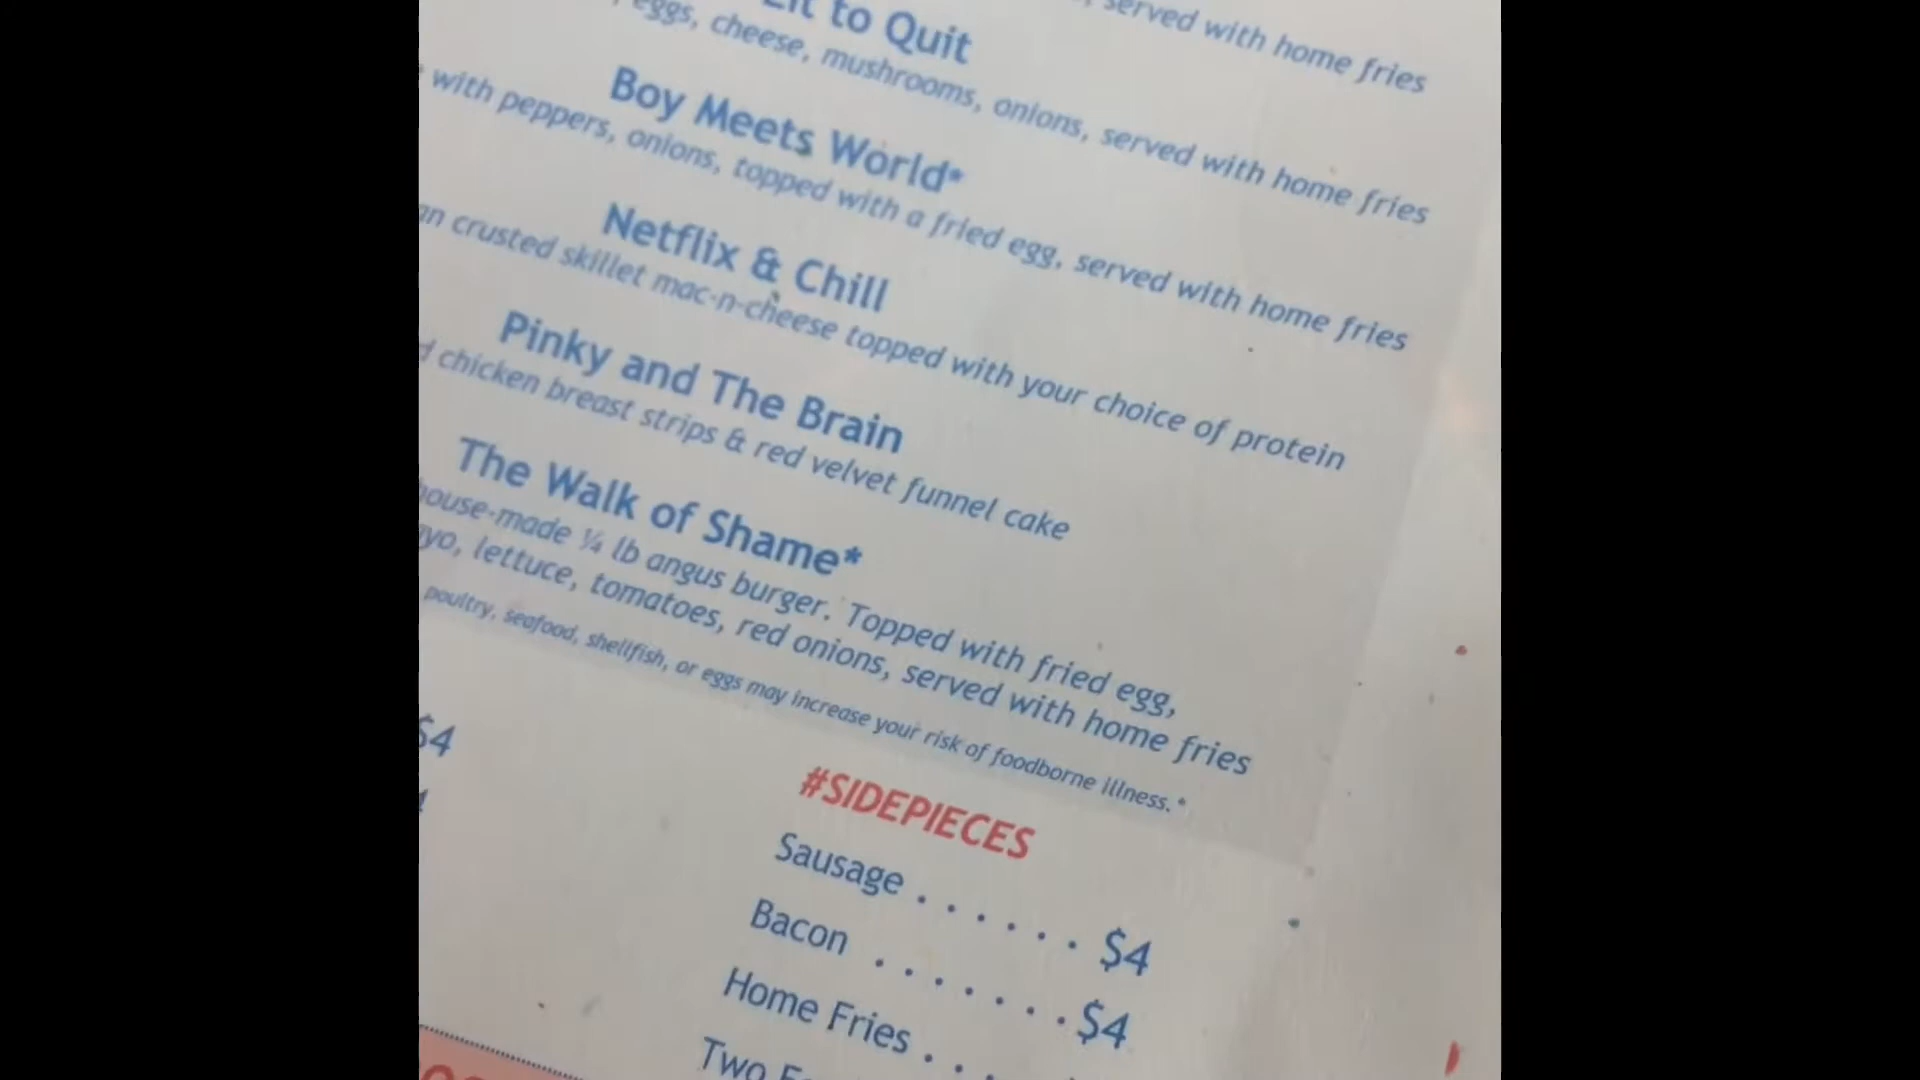 served with home fries
to Quit
eggs, cheese, mushrooms, onions, served with home fries
Boy Meets World*
with peppers, onions, topped with a fried egg, served with home fries
Netflix & Chill
crusted skillet mac-n-cheese topped with your choice of protein
Pinky and The Brain
chicken breast strips & red velvet funnel cake
The Walk of Shame*
house-made ¼ lb angus burger. Topped with fried egg,
lettuce, tomatoes, red onions, served with home fries
poultry, seafood, shellfish, or eggs may increase your risk of foodborne illness.*
$4
#SIDEPIECES
Sausage . . . . . . $4
Bacon . . . . . . . $4
Home Fries . . .
Two